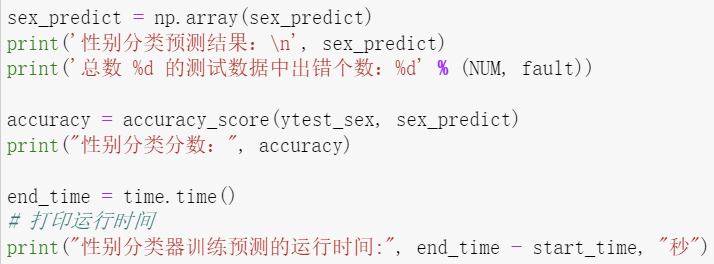 sex_predict = np.array(sex_predict)
print('性别分类预测结果：\n', sex_predict)
print('总数 %d 的测试数据中出错个数：%d' % (NUM, fault))
accuracy = accuracy_score(ytest_sex, sex_predict)
print("性别分类分数：", accuracy)
end_time = time.time()
# 打印运行时间
print("性别分类器训练预测的运行时间:", end_time - start_time, "秒")